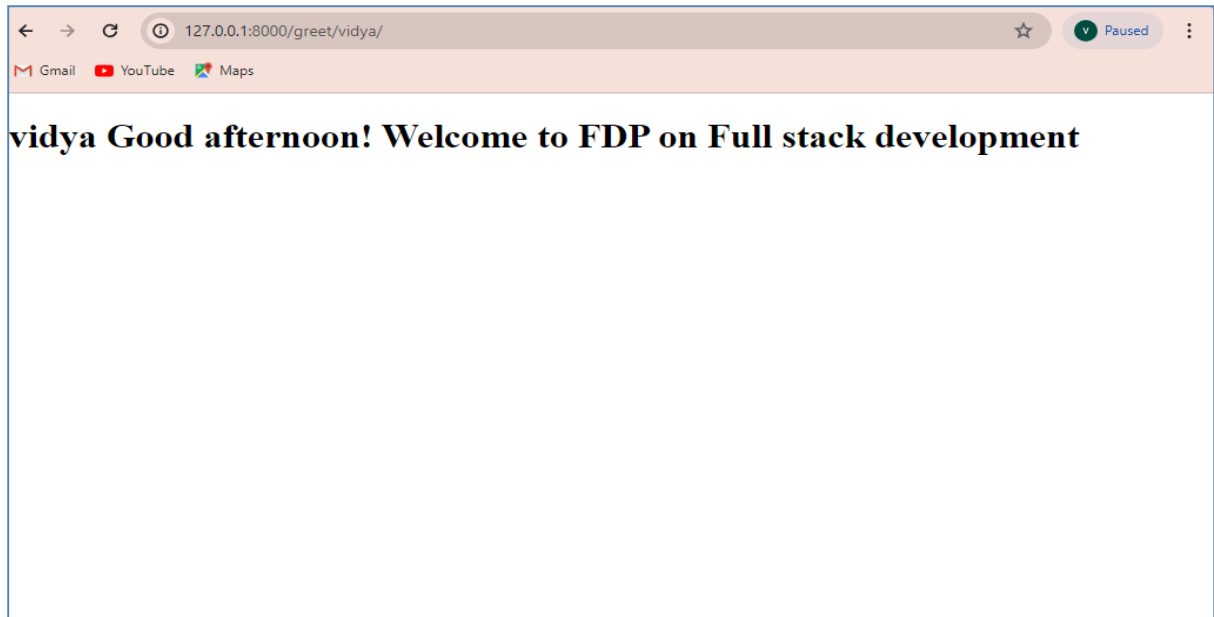 127.0.0.1:8000/greet/vidya/
V Paused
Gmail YouTube Maps
vidya Good afternoon! Welcome to FDP on Full stack development